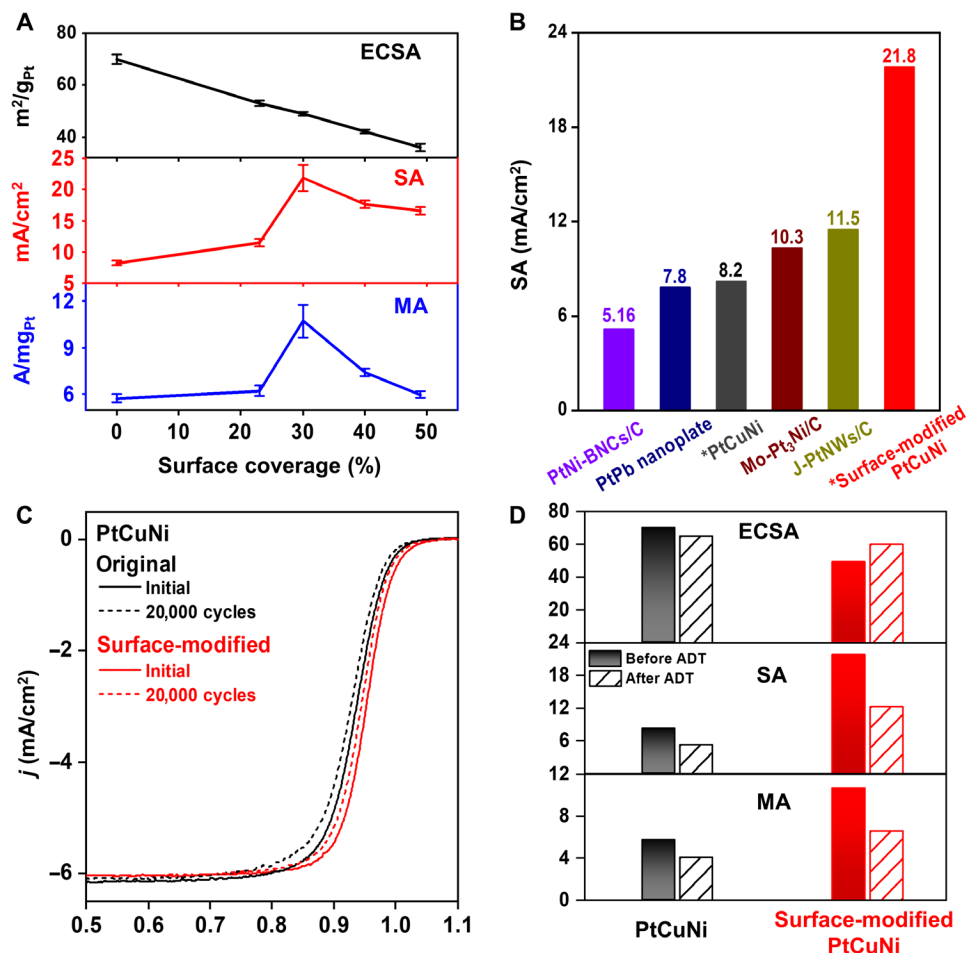 A
80
60
40
m²/gPt
ECSA
25
20
15
10
5
mA/cm²
SA
12
9
6
A/mgPt
MA
0 10 20 30 40 50
Surface coverage (%)
B
24
18
12
6
0
SA (mA/cm²)
5.16
7.8
8.2
10.3
11.5
21.8
PtNi-BNCs/C
PtPb nanoplate
*PtCuNi
Mo-Pt₃Ni/C
J-PtNWs/C
*Surface-modified
PtCuNi
C
PtCuNi
Original
Initial
20,000 cycles
Surface-modified
Initial
20,000 cycles
0
−2
−4
−6
j (mA/cm²)
0.5 0.6 0.7 0.8 0.9 1.0 1.1
D
80
60
40
20
ECSA
24
12
6
Before ADT
After ADT
SA
12
8
4
0
MA
PtCuNi
Surface-modified
PtCuNi